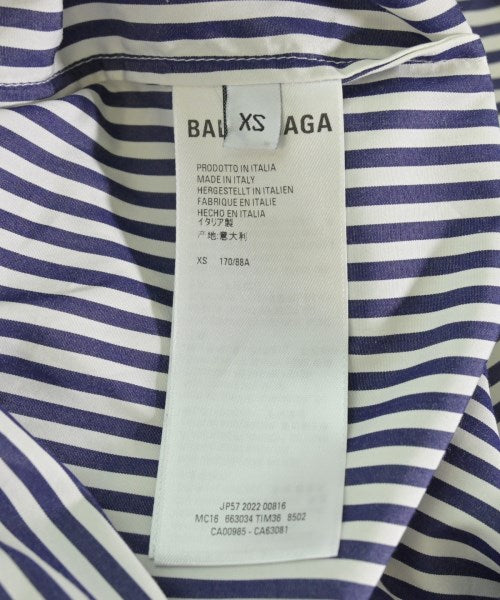 XS
BAL AGA
PRODOTTO IN ITALIA
MADE IN ITALY
HERGESTELLT IN ITALIEN
FABRIQUE EN ITALIE
HECHO EN ITALIA
イタリア製
产地:意大利
XS 170/88A
JP57 2022 00816
MC16 663034 TIM36 8502
CA00985 - CA63081